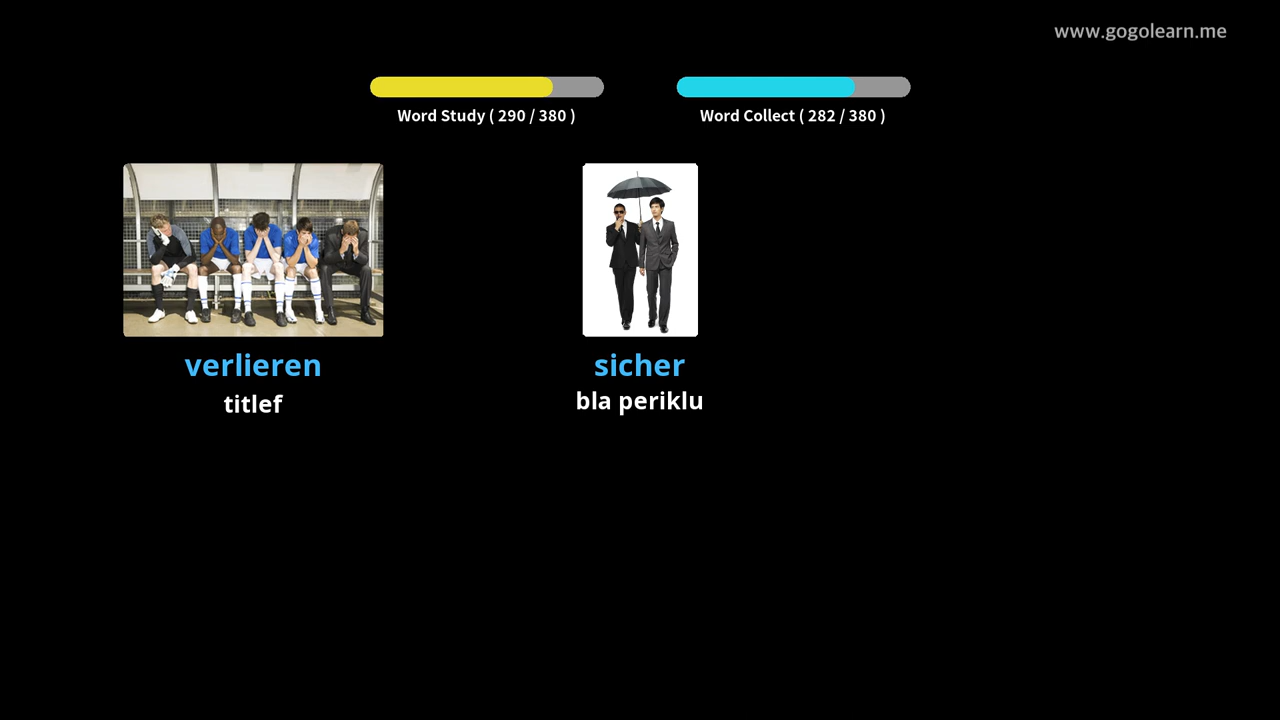 www.gogolearn.me
Word Study ( 290 / 380 )
Word Collect ( 282 / 380 )
verlieren
titlef
sicher
bla periklu